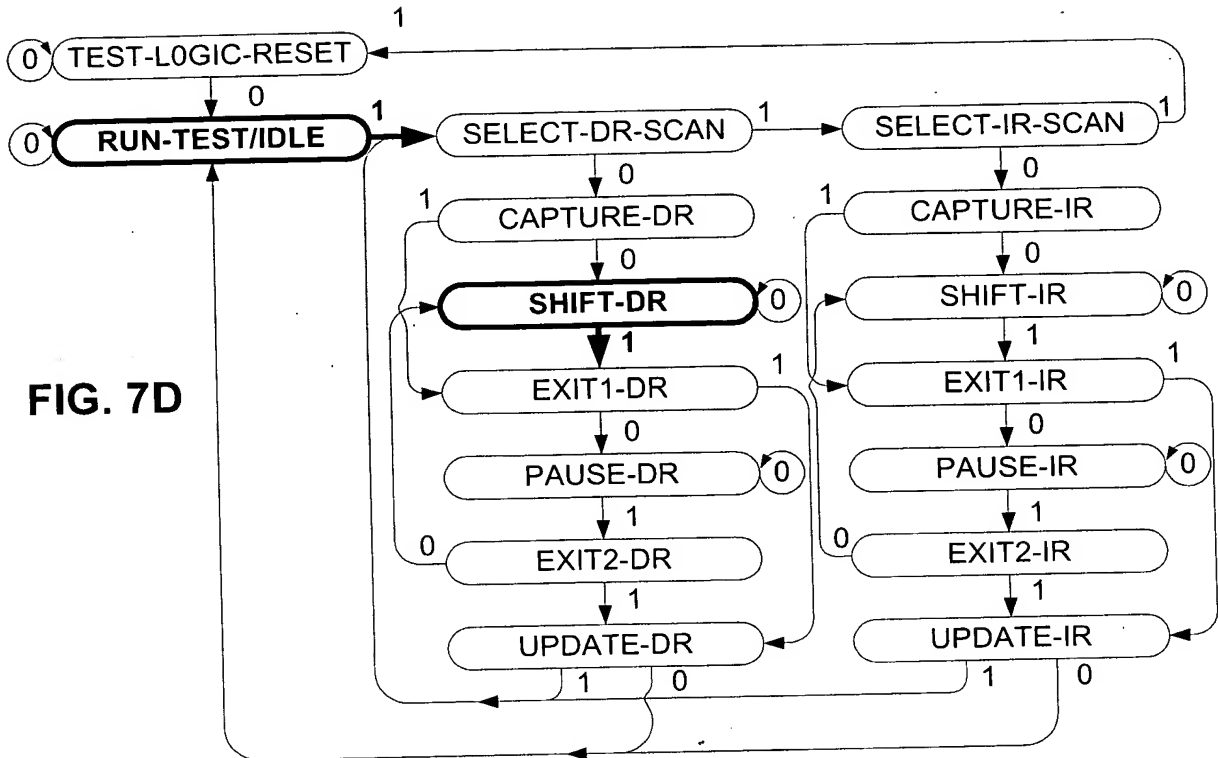 1
0 TEST-L0GIC-RESET
0 1
0 RUN-TEST/IDLE
SELECT-DR-SCAN 1 SELECT-IR-SCAN 1
0 0
1 CAPTURE-DR 1 CAPTURE-IR
0 0
SHIFT-DR 0 SHIFT-IR 0
1 1
FIG. 7D
EXIT1-DR 1 EXIT1-IR 1
0 0
PAUSE-DR 0 PAUSE-IR 0
1 1
0 EXIT2-DR 0 EXIT2-IR
1 1
UPDATE-DR UPDATE-IR
1 0 1 0